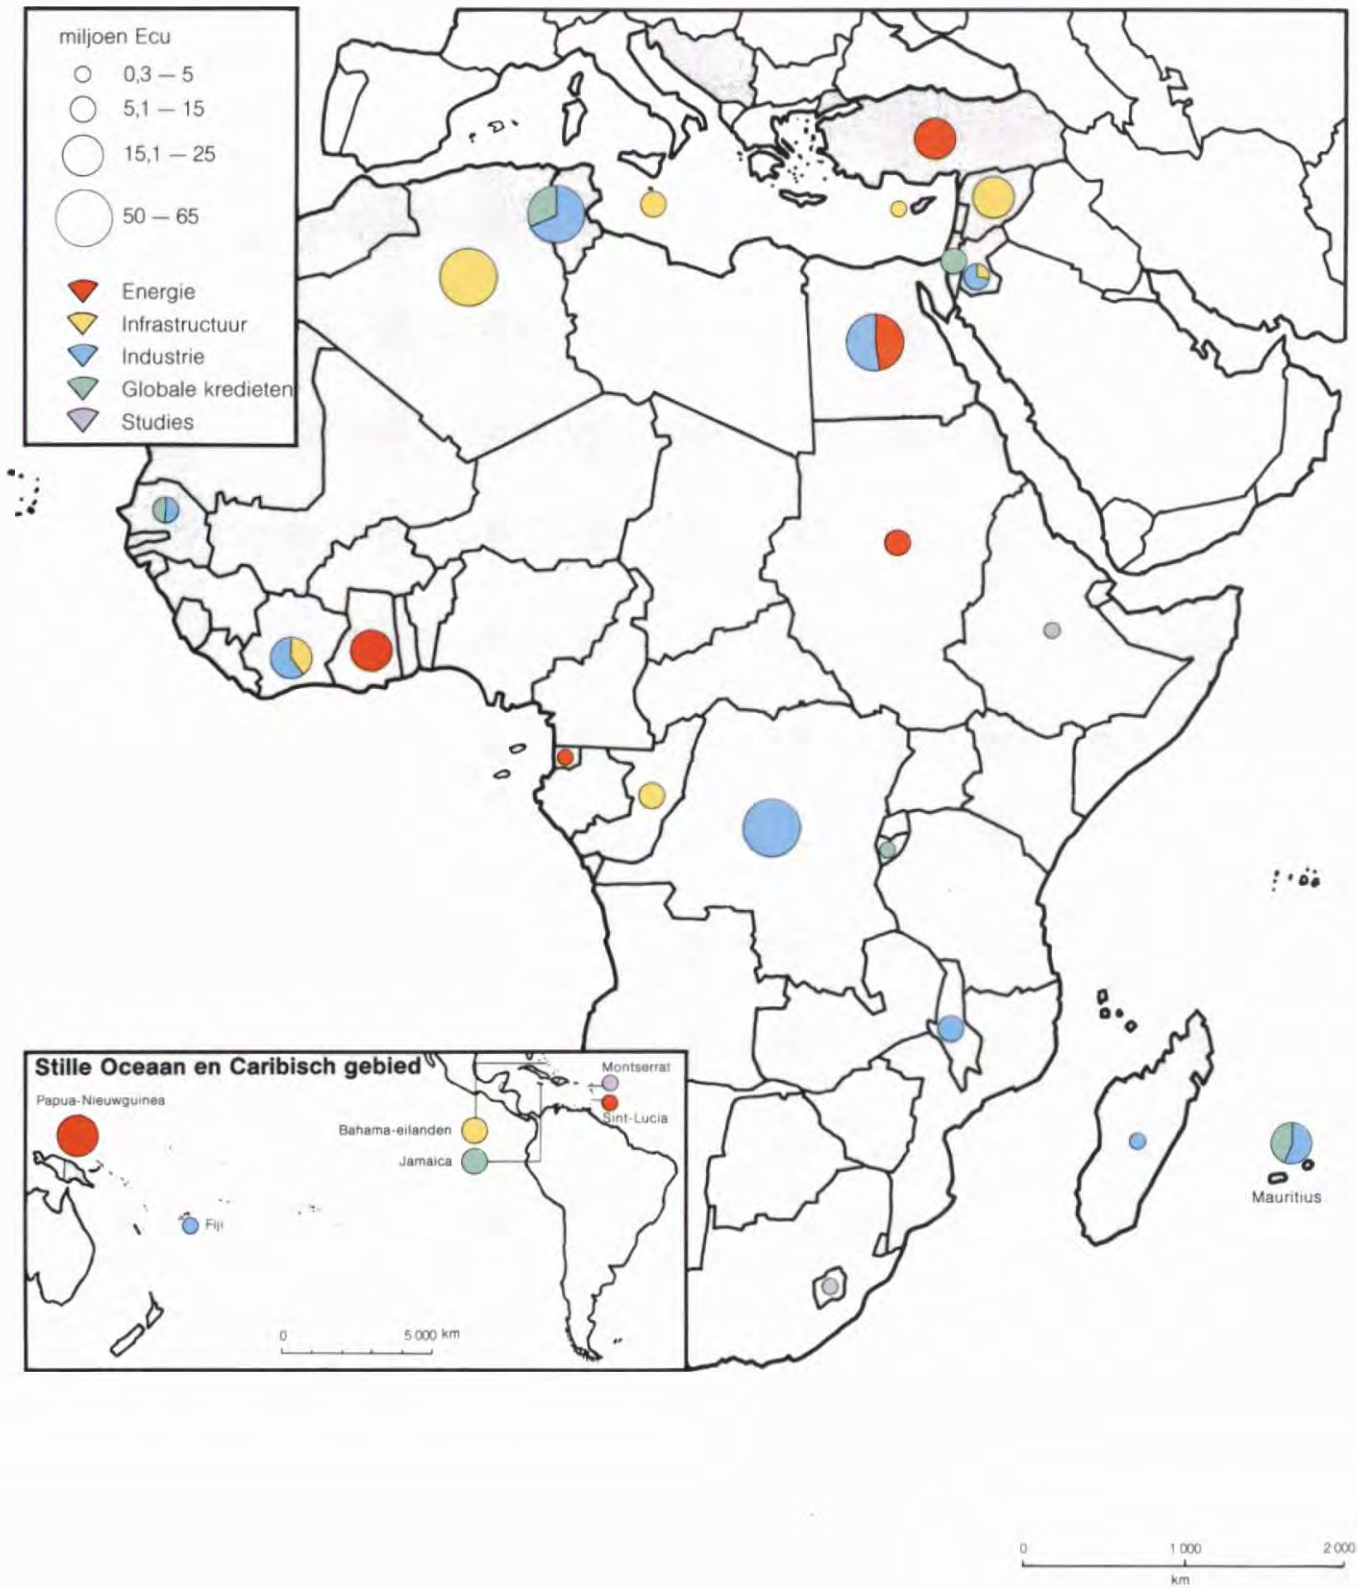 miljoen Ecu
0,3 — 5
5,1 — 15
15,1 — 25
50 — 65
Energie
Infrastructuur
Industrie
Globale kredieten
Studies
Stille Oceaan en Caribisch gebied
Papua-Nieuwguinea
Montserrat
Sint-Lucia
Bahama-eilanden
Jamaica
Fiji
0 5 000 km
Mauritius
0 1 000 2 000
km